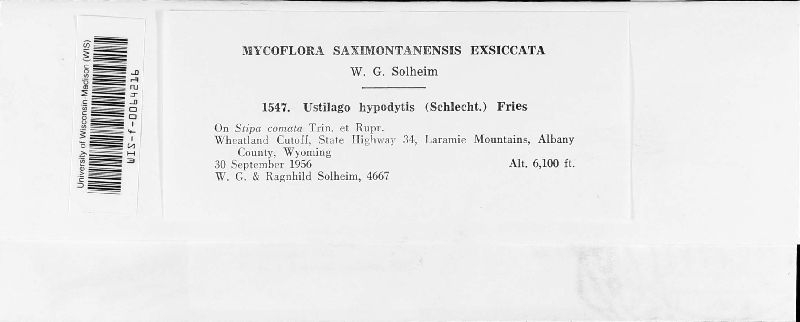 MYCOFLORA SAXIMONTANENSIS EXSICCATA
W. G. Solheim
1547. Ustilago hypodytis (Schlecht.) Fries
On Stipa comata Trin. et Rupr.
Wheatland Cutoff, State Highway 34, Laramie Mountains, Albany
County, Wyoming
30 September 1956 Alt. 6,100 ft.
W. G. & Ragnhild Solheim, 4667
University of Wisconsin Madison (WIS)
WIS-f-0064216